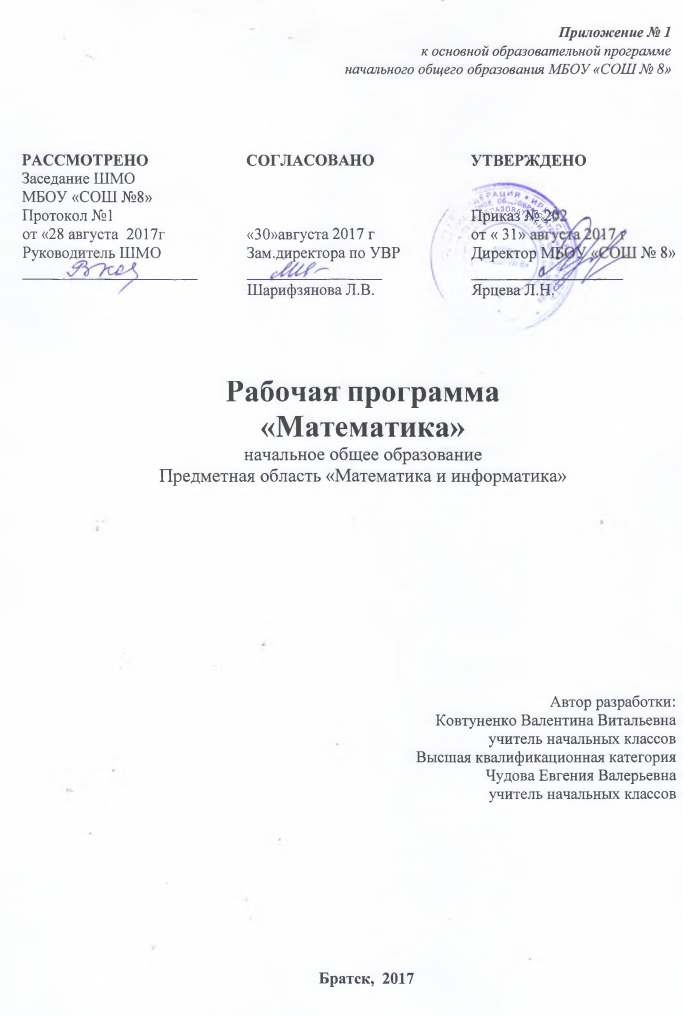 Приложение № 1
к основной образовательной программе
начального общего образования МБОУ «СОШ № 8»
РАССМОТРЕНО
Заседание ШМО
МБОУ «СОШ №8»
Протокол №1
от «28 августа 2017г
Руководитель ШМО
СОГЛАСОВАНО
«30»августа 2017 г
Зам.директора по УВР
Шарифзянова Л.В.
УТВЕРЖДЕНО
Приказ № 202
от « 31» августа 2017 г
Директор МБОУ «СОШ № 8»
Ярцева Л.Н.
Рабочая программа
«Математика»
начальное общее образование
Предметная область «Математика и информатика»
Автор разработки:
Ковтуненко Валентина Витальевна
учитель начальных классов
Высшая квалификационная категория
Чудова Евгения Валерьевна
учитель начальных классов
Братск, 2017